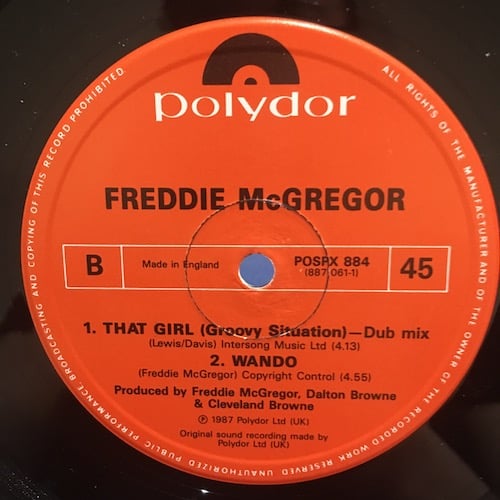 polydor
FREDDIE McGREGOR
B
Made in England
POSPX 884
(887 061-1)
45
1. THAT GIRL (Groovy Situation)—Dub mix
(Lewis/Davis) Intersong Music Ltd (4.13)
2. WANDO
(Freddie McGregor) Copyright Control (4.55)
Produced by Freddie McGregor, Dalton Browne
& Cleveland Browne
℗ 1987 Polydor Ltd (UK)
Original sound recording made by
Polydor Ltd (UK)
ALL RIGHTS OF THE MANUFACTURER AND OF THE OWNER OF THE RECORDED WORK RESERVED UNAUTHORIZED PUBLIC PERFORMANCE BROADCASTING AND COPYING OF THIS RECORD PROHIBITED.